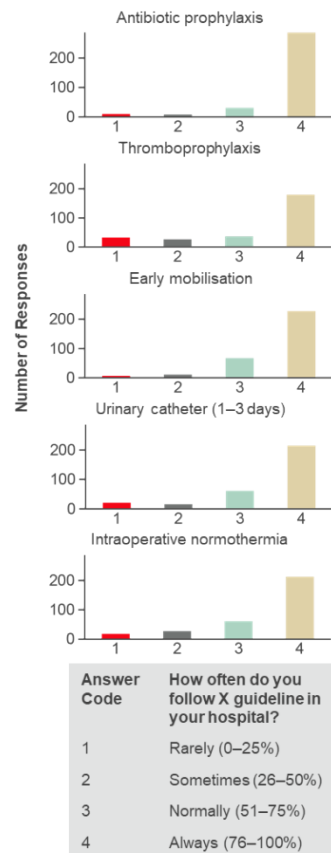 Number of Responses
Antibiotic prophylaxis
200
100
0
1 2 3 4
Thromboprophylaxis
200
100
0
1 2 3 4
Early mobilisation
200
100
0
1 2 3 4
Urinary catheter (1–3 days)
200
100
0
1 2 3 4
Intraoperative normothermia
200
100
0
1 2 3 4
Answer Code
How often do you follow X guideline in your hospital?
1 Rarely (0–25%)
2 Sometimes (26–50%)
3 Normally (51–75%)
4 Always (76–100%)